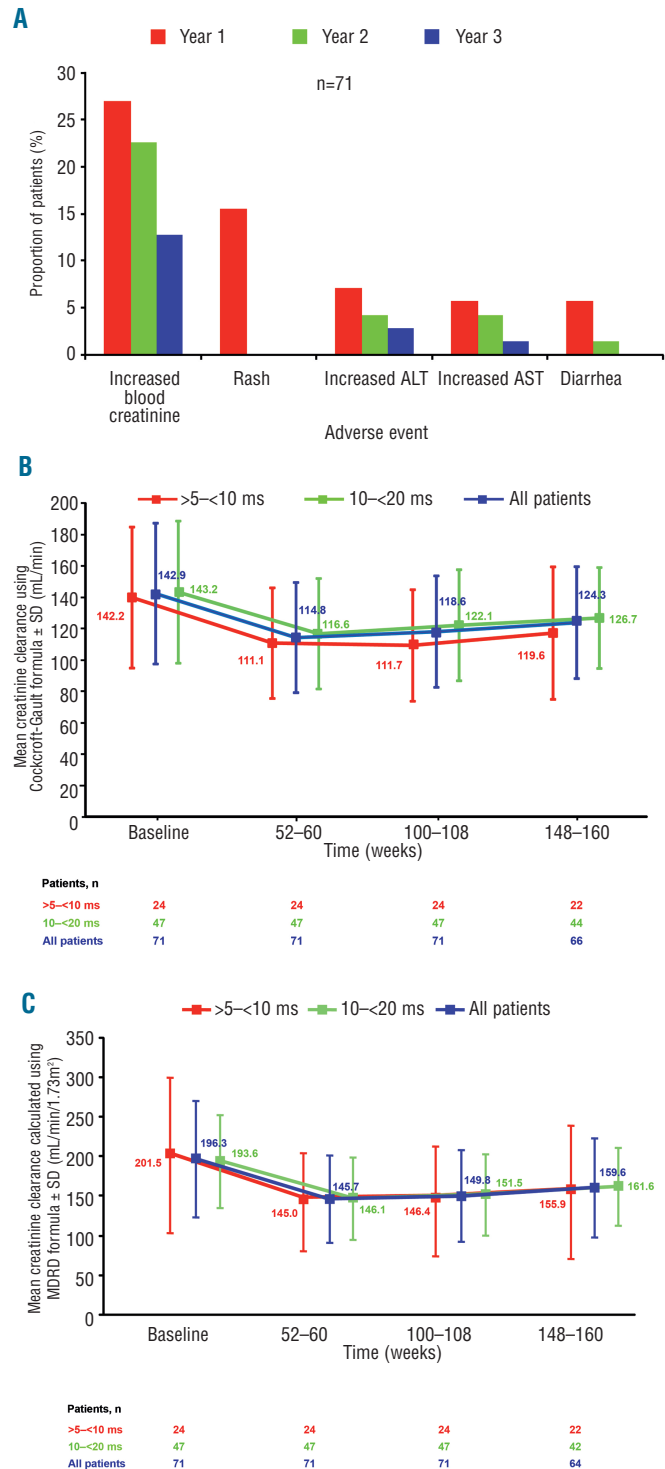 A
Year 1 Year 2 Year 3
n=71
Proportion of patients (%)
30
25
20
15
10
5
0
Increased blood creatinine Rash Increased ALT Increased AST Diarrhea
Adverse event
B
>5–<10 ms 10–<20 ms All patients
Mean creatinine clearance using
Cockcroft-Gault formula ± SD (mL/min)
200
180
160
140
120
100
80
60
40
20
0
142.2 142.9 143.2
111.1 114.8 116.6
111.7 118.6 122.1
119.6 124.3 126.7
Baseline 52–60 100–108 148–160
Time (weeks)
Patients, n
>5–<10 ms 24 24 24 22
10–<20 ms 47 47 47 44
All patients 71 71 71 66
C
>5–<10 ms 10–<20 ms All patients
Mean creatinine clearance calculated using
MDRD formula ± SD (mL/min/1.73m²)
350
300
250
200
150
100
50
0
201.5 196.3 193.6
145.0 145.7 146.1
146.4 149.8 151.5
155.9 159.6 161.6
Baseline 52–60 100–108 148–160
Time (weeks)
Patients, n
>5–<10 ms 24 24 24 22
10–<20 ms 47 47 47 42
All patients 71 71 71 64